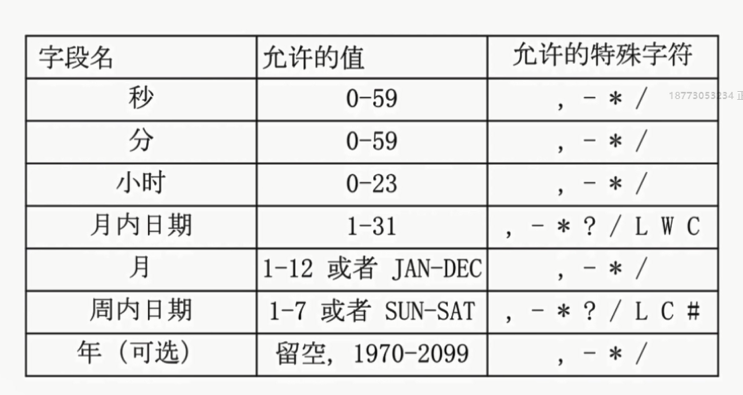 字段名 允许的值 允许的特殊字符
秒 0-59 , - * /
18773053234 正
分 0-59 , - * /
小时 0-23 , - * /
月内日期 1-31 , - * ? / L W C
月 1-12 或者 JAN-DEC , - * /
周内日期 1-7 或者 SUN-SAT , - * ? / L C #
年（可选） 留空, 1970-2099 , - * /